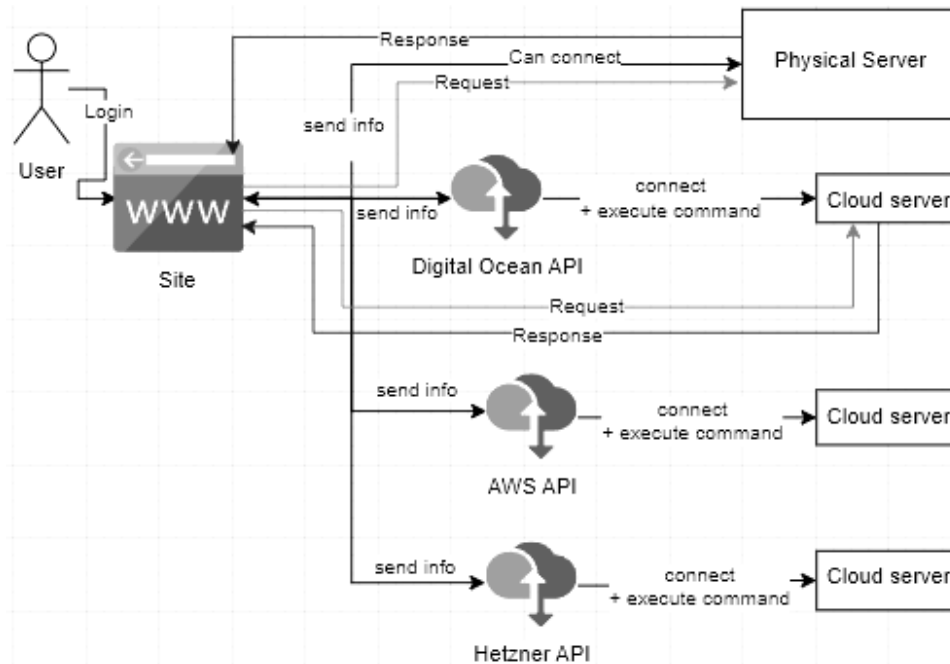 Response
Can connect
Request
Physical Server
Login
User
send info
WWW
Site
send info
Digital Ocean API
connect
+ execute command
Cloud server
Request
Response
send info
AWS API
connect
+ execute command
Cloud server
send info
Hetzner API
connect
+ execute command
Cloud server